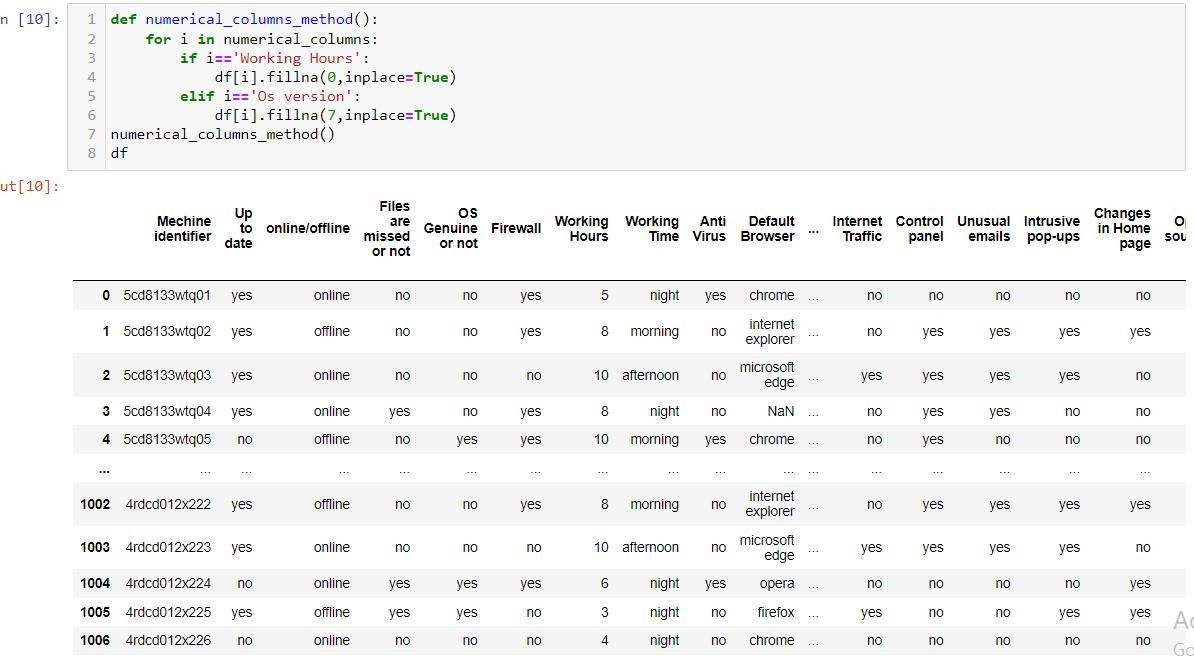 n [10]:
1 def numerical_columns_method():
2     for i in numerical_columns:
3         if i=='Working Hours':
4             df[i].fillna(0,inplace=True)
5         elif i=='Os version':
6             df[i].fillna(7,inplace=True)
7 numerical_columns_method()
8 df
ut[10]:
Mechine identifier Up to date online/offline Files are missed or not OS Genuine or not Firewall Working Hours Working Time Anti Virus Default Browser ... Internet Traffic Control panel Unusual emails Intrusive pop-ups Changes in Home page
0 5cd8133wtq01 yes online no no yes 5 night yes chrome ... no no no no no
1 5cd8133wtq02 yes offline no no yes 8 morning no internet explorer ... no yes yes yes yes
2 5cd8133wtq03 yes online no no no 10 afternoon no microsoft edge ... yes yes yes yes no
3 5cd8133wtq04 yes online yes no yes 8 night no NaN ... no yes yes no no
4 5cd8133wtq05 no offline no yes yes 10 morning yes chrome ... no yes no no no
... ... ... ... ... ... ... ... ... ... ... ... ... ... ... ... ...
1002 4rdcd012x222 yes offline no no yes 8 morning no internet explorer ... no yes yes yes yes
1003 4rdcd012x223 yes online no no no 10 afternoon no microsoft edge ... yes yes yes yes no
1004 4rdcd012x224 no online yes yes yes 6 night yes opera ... no no no no yes
1005 4rdcd012x225 yes offline yes yes no 3 night no firefox ... yes no no yes yes
1006 4rdcd012x226 no online no no no 4 night no chrome ... no no no no no